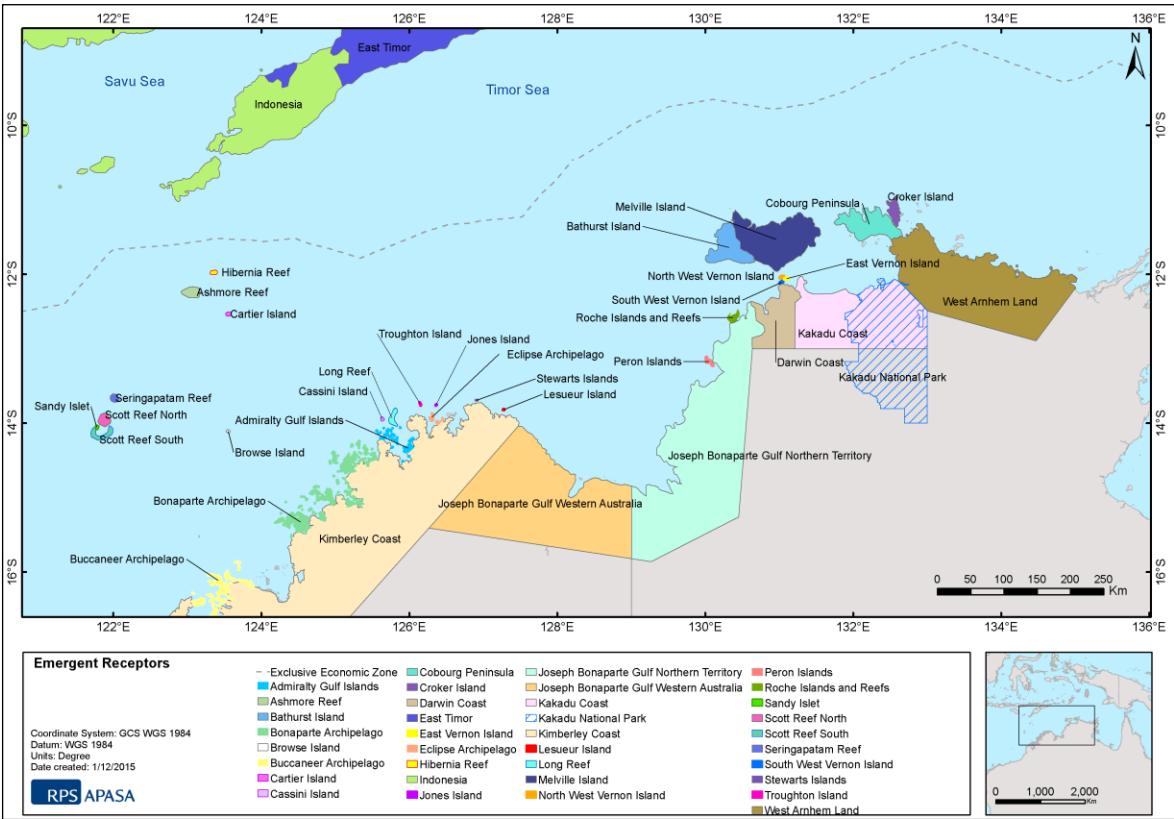 122°E 124°E 126°E 128°E 130°E 132°E 134°E 136°E
N
East Timor
Savu Sea
Timor Sea
Indonesia
10°S 10°S
Croker Island
Cobourg Peninsula
Melville Island
Bathurst Island
12°S 12°S
Hibernia Reef
North West Vernon Island
East Vernon Island
Ashmore Reef
South West Vernon Island
West Arnhem Land
Cartier Island
Roche Islands and Reefs
Kakadu Coast
Troughton Island
Jones Island
Eclipse Archipelago
Peron Islands
Darwin Coast
Long Reef
Stewarts Islands
Kakadu National Park
Cassini Island
Lesueur Island
Seringapatam Reef
Sandy Islet
Scott Reef North
14°S 14°S
Admiralty Gulf Islands
Scott Reef South
Browse Island
Joseph Bonaparte Gulf Northern Territory
Joseph Bonaparte Gulf Western Australia
Bonaparte Archipelago
Kimberley Coast
Buccaneer Archipelago
16°S 16°S
0 50 100 150 200 250
Km
122°E 124°E 126°E 128°E 130°E 132°E 134°E 136°E
Emergent Receptors
Coordinate System: GCS WGS 1984
Datum: WGS 1984
Units: Degree
Date created: 1/12/2015
RPS APASA
Exclusive Economic Zone
Admiralty Gulf Islands
Ashmore Reef
Bathurst Island
Bonaparte Archipelago
Browse Island
Buccaneer Archipelago
Cartier Island
Cassini Island
Cobourg Peninsula
Croker Island
Darwin Coast
East Timor
East Vernon Island
Eclipse Archipelago
Hibernia Reef
Indonesia
Jones Island
Joseph Bonaparte Gulf Northern Territory
Joseph Bonaparte Gulf Western Australia
Kakadu Coast
Kakadu National Park
Kimberley Coast
Lesueur Island
Long Reef
Melville Island
North West Vernon Island
Peron Islands
Roche Islands and Reefs
Sandy Islet
Scott Reef North
Scott Reef South
Seringapatam Reef
South West Vernon Island
Stewarts Islands
Troughton Island
West Arnhem Land
0 1,000 2,000
Km